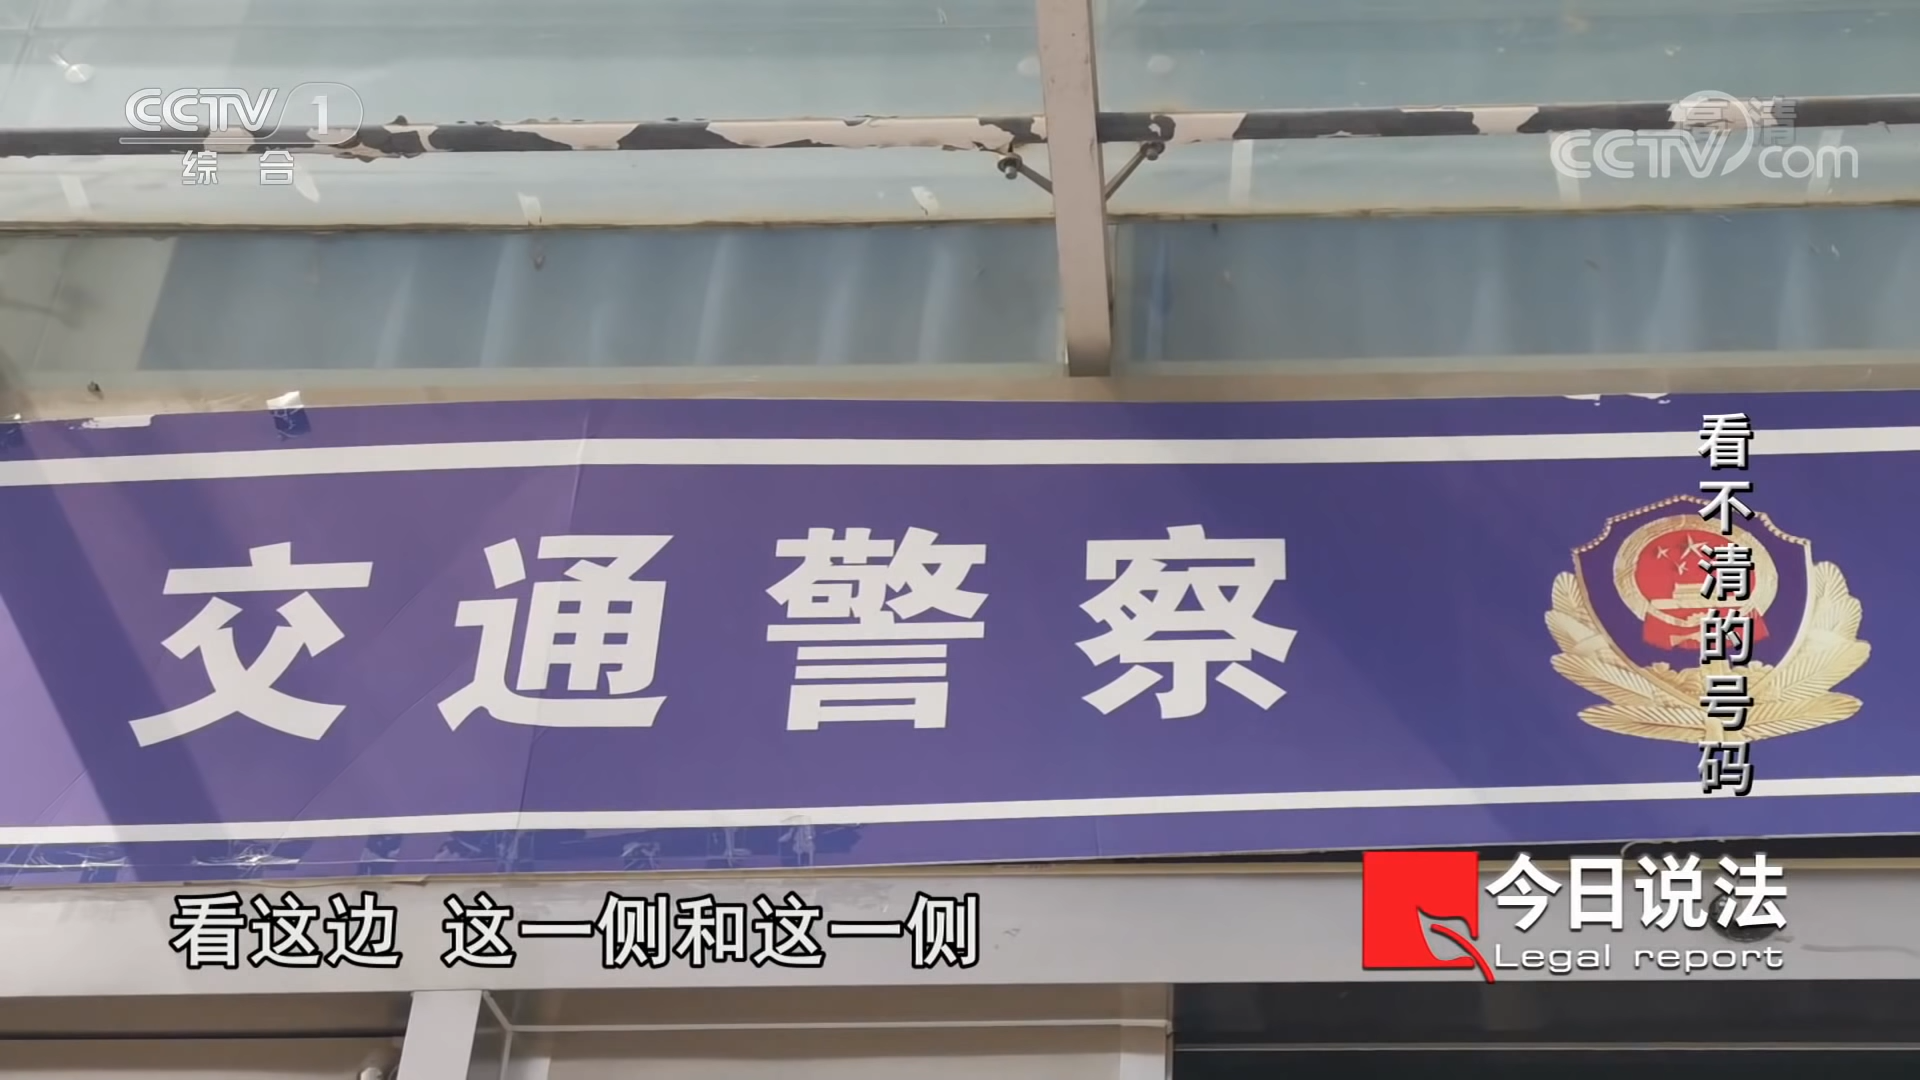 CCTV 1
综合
高清
CCTV.com
交通警察
看不清的号码
看这边 这一侧和这一侧
今日说法
Legal report